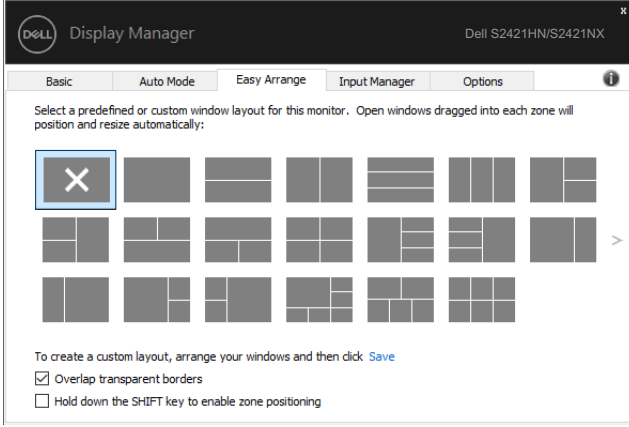 x
DELL Display Manager Dell S2421HN/S2421NX
Basic Auto Mode Easy Arrange Input Manager Options
Select a predefined or custom window layout for this monitor. Open windows dragged into each zone will
position and resize automatically:
To create a custom layout, arrange your windows and then click Save
Overlap transparent borders
Hold down the SHIFT key to enable zone positioning